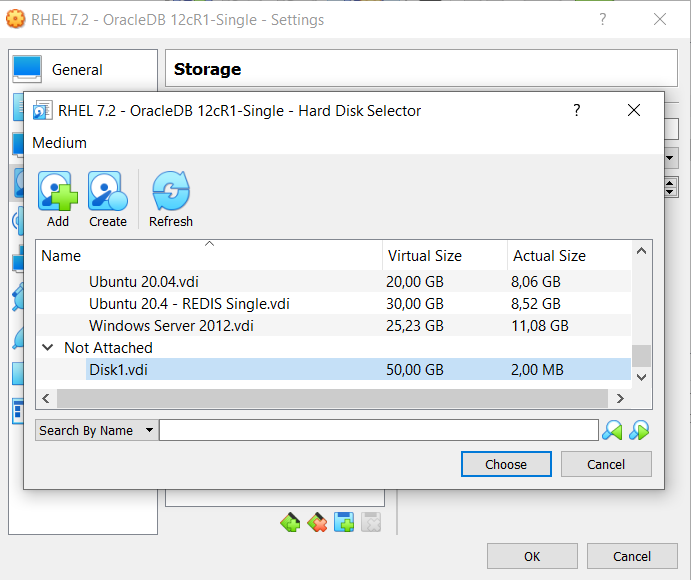 RHEL 7.2 - OracleDB 12cR1-Single - Settings
?
General
Storage
RHEL 7.2 - OracleDB 12cR1-Single - Hard Disk Selector
?
Medium
Add Create Refresh
Name Virtual Size Actual Size
Ubuntu 20.04.vdi 20,00 GB 8,06 GB
Ubuntu 20.4 - REDIS Single.vdi 30,00 GB 8,52 GB
Windows Server 2012.vdi 25,23 GB 11,08 GB
Not Attached
Disk1.vdi 50,00 GB 2,00 MB
Search By Name
Choose Cancel
OK Cancel